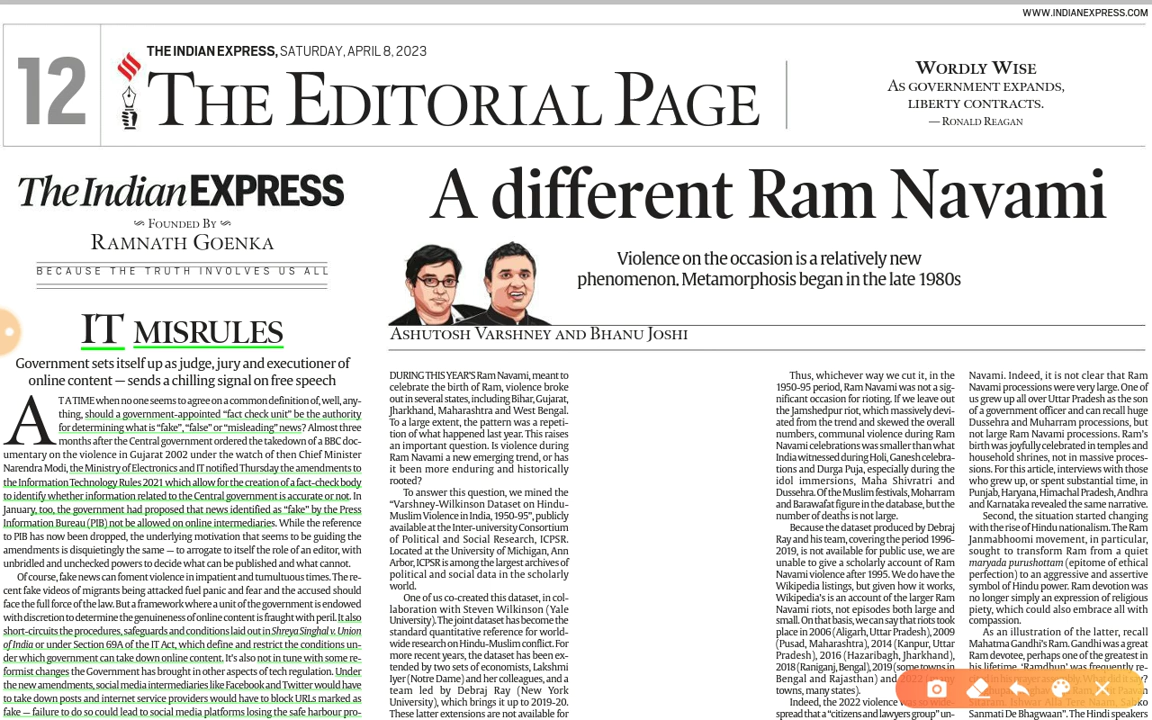 WWW.INDIANEXPRESS.COM
12
THE INDIAN EXPRESS, SATURDAY, APRIL 8, 2023
THE EDITORIAL PAGE
WORDLY WISE
AS GOVERNMENT EXPANDS,
LIBERTY CONTRACTS.
— RONALD REAGAN
The Indian EXPRESS
FOUNDED BY
RAMNATH GOENKA
BECAUSE THE TRUTH INVOLVES US ALL
IT MISRULES
Government sets itself up as judge, jury and executioner of
online content — sends a chilling signal on free speech
AT A TIME when no one seems to agree on a common definition of, well, any-
thing, should a government-appointed “fact check unit” be the authority
for determining what is “fake”, “false” or “misleading” news? Almost three
months after the Central government ordered the takedown of a BBC doc-
umentary on the violence in Gujarat 2002 under the watch of then Chief Minister
Narendra Modi, the Ministry of Electronics and IT notified Thursday the amendments to
the Information Technology Rules 2021 which allow for the creation of a fact-check body
to identify whether information related to the Central government is accurate or not. In
January, too, the government had proposed that news identified as “fake” by the Press
Information Bureau (PIB) not be allowed on online intermediaries. While the reference
to PIB has now been dropped, the underlying motivation that seems to be guiding the
amendments is disquietingly the same — to arrogate to itself the role of an editor, with
unbridled and unchecked powers to decide what can be published and what cannot.
Of course, fake news can foment violence in impatient and tumultuous times. The re-
cent fake videos of migrants being attacked fuel panic and fear and the accused should
face the full force of the law. But a framework where a unit of the government is endowed
with discretion to determine the genuineness of online content is fraught with peril. It also
short-circuits the procedures, safeguards and conditions laid out in Shreya Singhal v. Union
of India or under Section 69A of the IT Act, which define and restrict the conditions un-
der which government can take down online content. It's also not in tune with some re-
formist changes the Government has brought in other aspects of tech regulation. Under
the new amendments, social media intermediaries like Facebook and Twitter would have
to take down posts and internet service providers would have to block URLs marked as
fake — failure to do so could lead to social media platforms losing the safe harbour pro-
A different Ram Navami
Violence on the occasion is a relatively new
phenomenon. Metamorphosis began in the late 1980s
ASHUTOSH VARSHNEY AND BHANU JOSHI
DURING THIS YEAR'S Ram Navami, meant to
celebrate the birth of Ram, violence broke
out in several states, including Bihar, Gujarat,
Jharkhand, Maharashtra and West Bengal.
To a large extent, the pattern was a repeti-
tion of what happened last year. This raises
an important question. Is violence during
Ram Navami a new emerging trend, or has
it been more enduring and historically
rooted?
To answer this question, we mined the
“Varshney-Wilkinson Dataset on Hindu-
Muslim Violence in India, 1950-95”, publicly
available at the Inter-university Consortium
of Political and Social Research, ICPSR.
Located at the University of Michigan, Ann
Arbor, ICPSR is among the largest archives of
political and social data in the scholarly
world.
One of us co-created this dataset, in col-
laboration with Steven Wilkinson (Yale
University). The joint dataset has become the
standard quantitative reference for world-
wide research on Hindu-Muslim conflict. For
more recent years, the dataset has been ex-
tended by two sets of economists, Lakshmi
Iyer (Notre Dame) and her colleagues, and a
team led by Debraj Ray (New York
University), which brings it up to 2019-20.
These latter extensions are not available for
Thus, whichever way we cut it, in the
1950-95 period, Ram Navami was not a sig-
nificant occasion for rioting. If we leave out
the Jamshedpur riot, which massively devi-
ated from the trend and skewed the overall
numbers, communal violence during Ram
Navami celebrations was smaller than what
India witnessed during Holi, Ganesh celebra-
tions and Durga Puja, especially during the
idol immersions, Maha Shivratri and
Dussehra. Of the Muslim festivals, Moharram
and Barawafat figure in the database, but the
number of deaths is not large.
Because the dataset produced by Debraj
Ray and his team, covering the period 1996-
2019, is not available for public use, we are
unable to give a scholarly account of Ram
Navami violence after 1995. We do have the
Wikipedia listings, but given how it works,
Wikipedia's is an account of the larger Ram
Navami riots, not episodes both large and
small. On that basis, we can say that riots took
place in 2006 (Aligarh, Uttar Pradesh), 2009
(Pusad, Maharashtra), 2014 (Kanpur, Uttar
Pradesh), 2016 (Hazaribagh, Jharkhand),
2018 (Raniganj, Bengal), 2019 (some towns in
Bengal and Rajasthan) and 2022 (many
towns, many states).
Indeed, the 2022 violence was so wide-
spread that a “citizens and lawyers group” un-
Navami. Indeed, it is not clear that Ram
Navami processions were very large. One of
us grew up all over Uttar Pradesh as the son
of a government officer and can recall huge
Dussehra and Muharram processions, but
not large Ram Navami processions. Ram's
birth was joyfully celebrated in temples and
household shrines, not in massive proces-
sions. For this article, interviews with those
who grew up, or spent substantial time, in
Punjab, Haryana, Himachal Pradesh, Andhra
and Karnataka revealed the same narrative.
Second, the situation started changing
with the rise of Hindu nationalism. The Ram
Janmabhoomi movement, in particular,
sought to transform Ram from a quiet
maryada purushottam (epitome of ethical
perfection) to an aggressive and assertive
symbol of Hindu power. Ram devotion was
no longer simply an expression of religious
piety, which could also embrace all with
compassion.
As an illustration of the latter, recall
Mahatma Gandhi's Ram. Gandhi was a great
Ram devotee, perhaps one of the greatest in
his lifetime. 'Ramdhun' was frequently re-
Sanmati De Bhagwaan”. The Hindi speakers